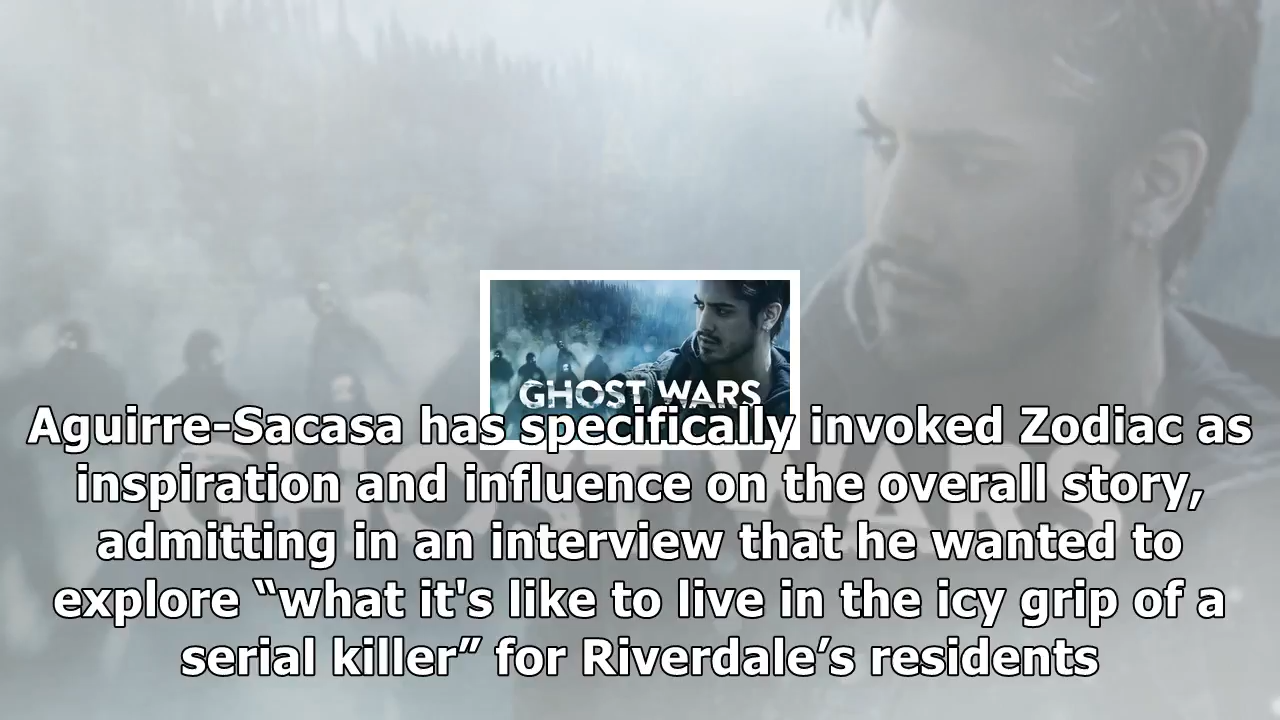 GHOST WARS
Aguirre-Sacasa has specifically invoked Zodiac as
inspiration and influence on the overall story,
admitting in an interview that he wanted to
explore “what it's like to live in the icy grip of a
serial killer” for Riverdale’s residents
GHOST WARS